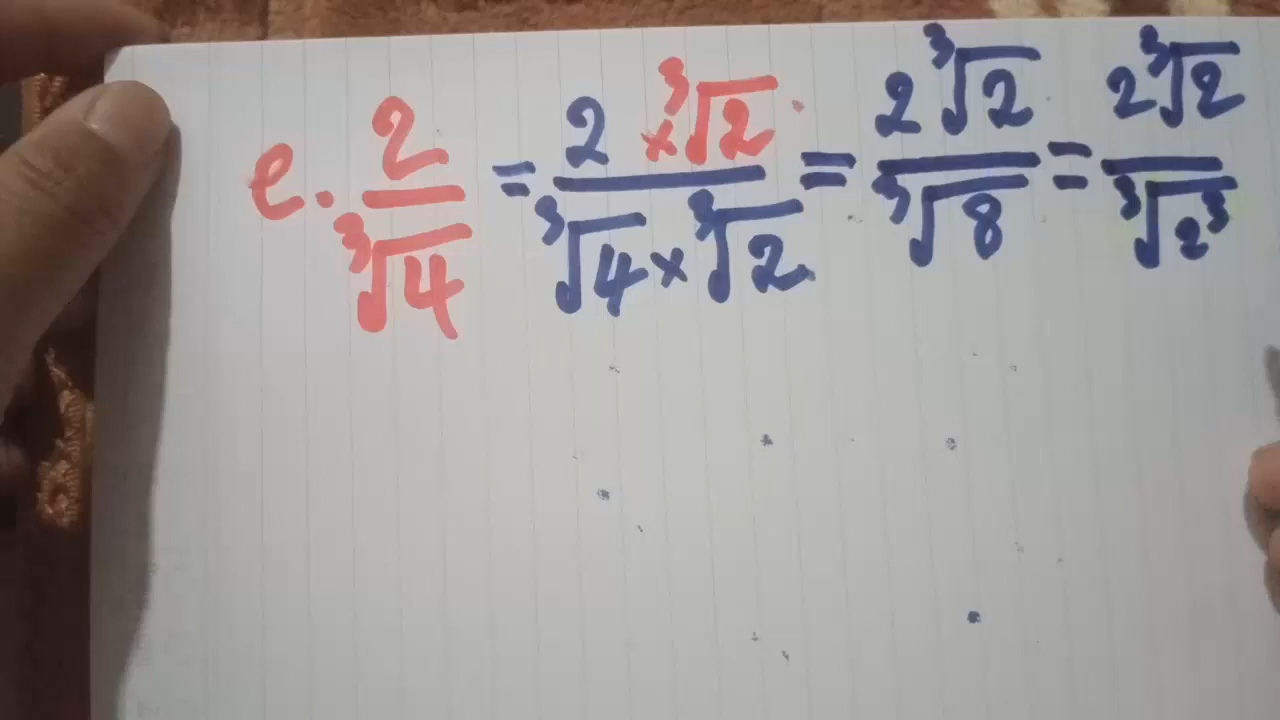 e. 2/∛4 = 2 ×∛2/∛4×∛2 = 2∛2/∛8 = 2∛2/∛2³